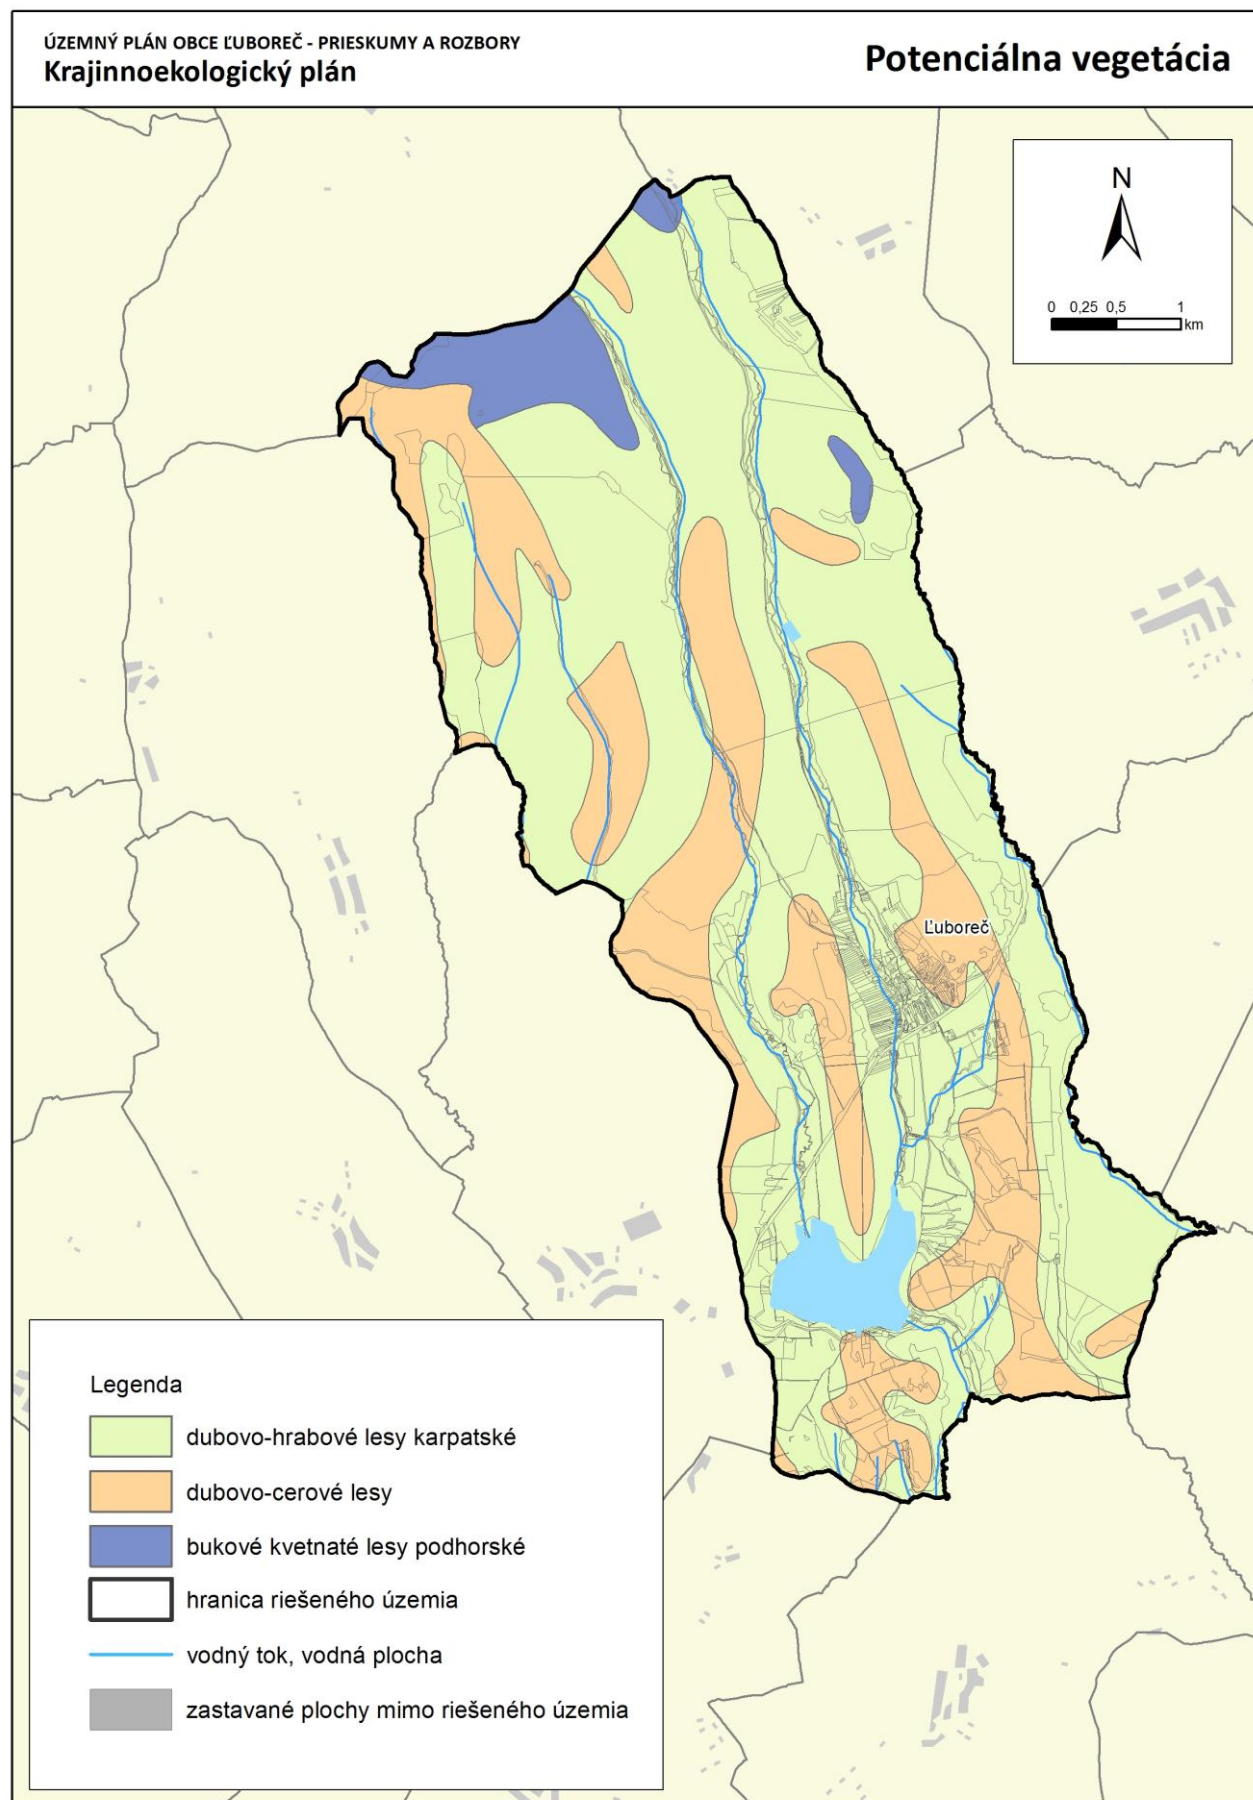 ÚZEMNÝ PLÁN OBCE ĽUBOREČ - PRIESKUMY A ROZBORY
Krajinnoekologický plán
Potenciálna vegetácia
N
0 0,25 0,5 1
km
Ľuboreč
Legenda
dubovo-hrabové lesy karpatské
dubovo-cerové lesy
bukové kvetnaté lesy podhorské
hranica riešeného územia
vodný tok, vodná plocha
zastavané plochy mimo riešeného územia